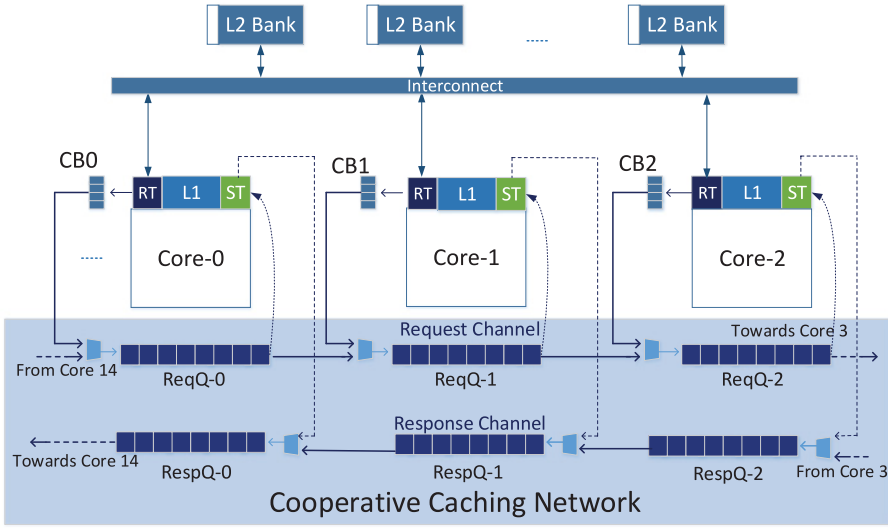 L2 Bank L2 Bank L2 Bank
Interconnect
CB0 CB1 CB2
RT L1 ST RT L1 ST RT L1 ST
Core-0 Core-1 Core-2
Request Channel Towards Core 3
From Core 14 ReqQ-0 ReqQ-1 ReqQ-2
Response Channel
Towards Core 14 RespQ-0 RespQ-1 RespQ-2 From Core 3
Cooperative Caching Network